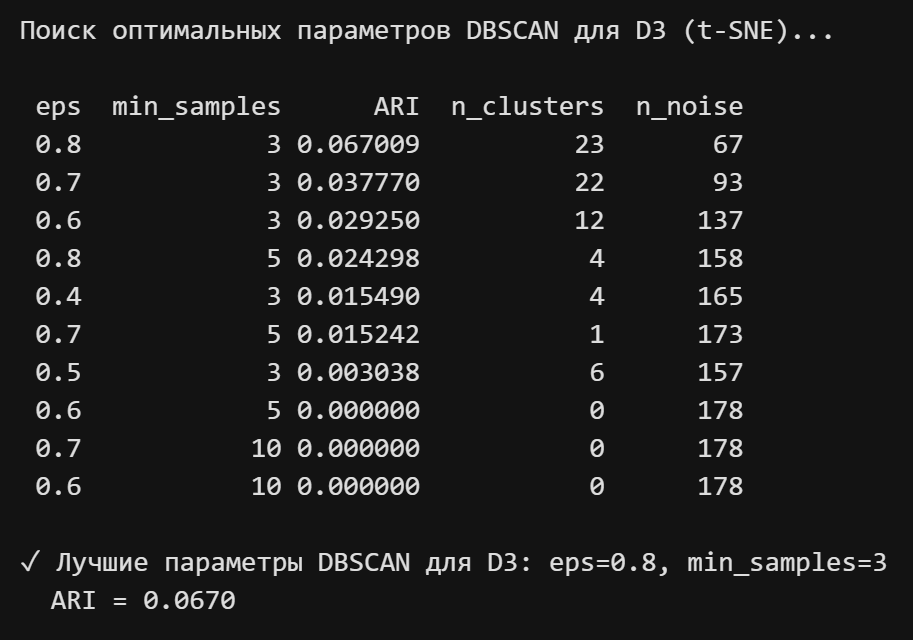 Поиск оптимальных параметров DBSCAN для D3 (t-SNE)...
eps min_samples ARI n_clusters n_noise
0.8 3 0.067009 23 67
0.7 3 0.037770 22 93
0.6 3 0.029250 12 137
0.8 5 0.024298 4 158
0.4 3 0.015490 4 165
0.7 5 0.015242 1 173
0.5 3 0.003038 6 157
0.6 5 0.000000 0 178
0.7 10 0.000000 0 178
0.6 10 0.000000 0 178
✓ Лучшие параметры DBSCAN для D3: eps=0.8, min_samples=3
ARI = 0.0670